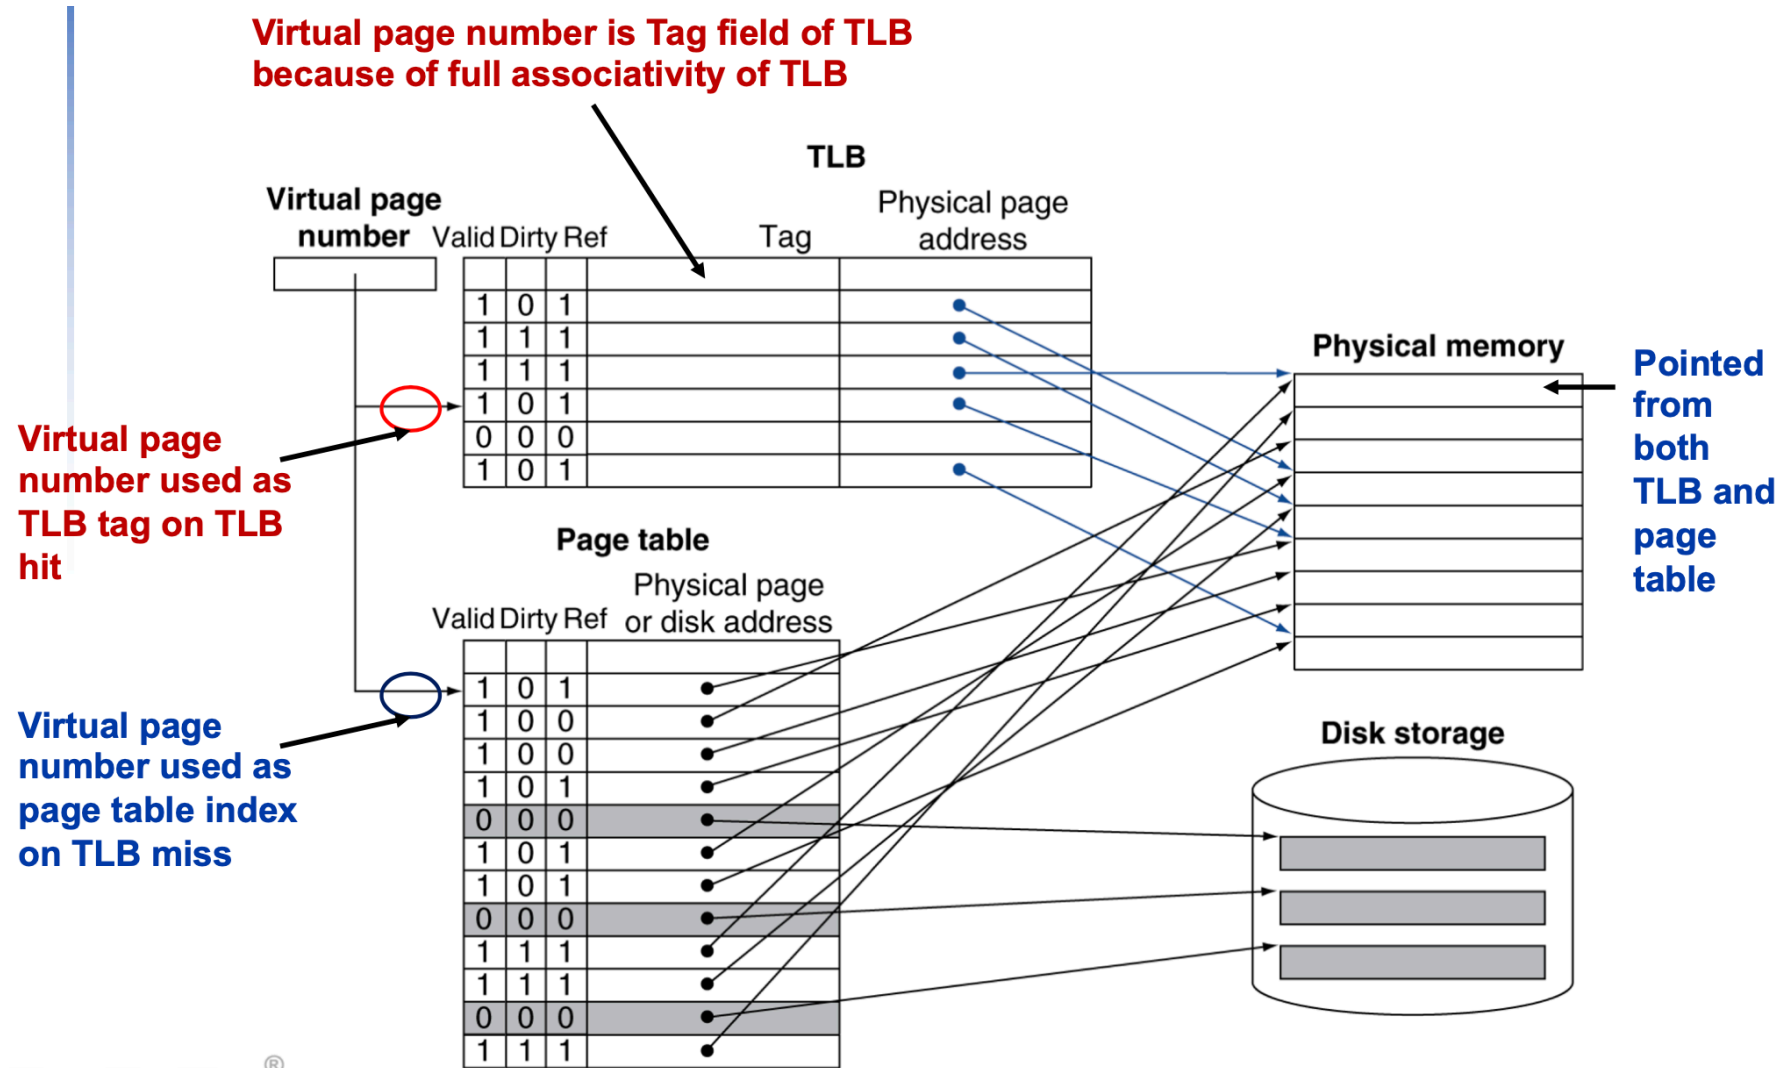 Virtual page number is Tag field of TLB
because of full associativity of TLB
TLB
Virtual page
number
Valid Dirty Ref
Tag
Physical page
address
1 0 1
1 1 1
1 1 1
1 0 1
0 0 0
1 0 1
Virtual page
number used as
TLB tag on TLB
hit
Physical memory
Pointed
from
both
TLB and
page
table
Page table
Valid Dirty Ref
Physical page
or disk address
1 0 1
1 0 0
1 0 0
1 0 1
0 0 0
1 0 1
1 0 1
0 0 0
1 1 1
1 1 1
0 0 0
1 1 1
Virtual page
number used as
page table index
on TLB miss
Disk storage
®